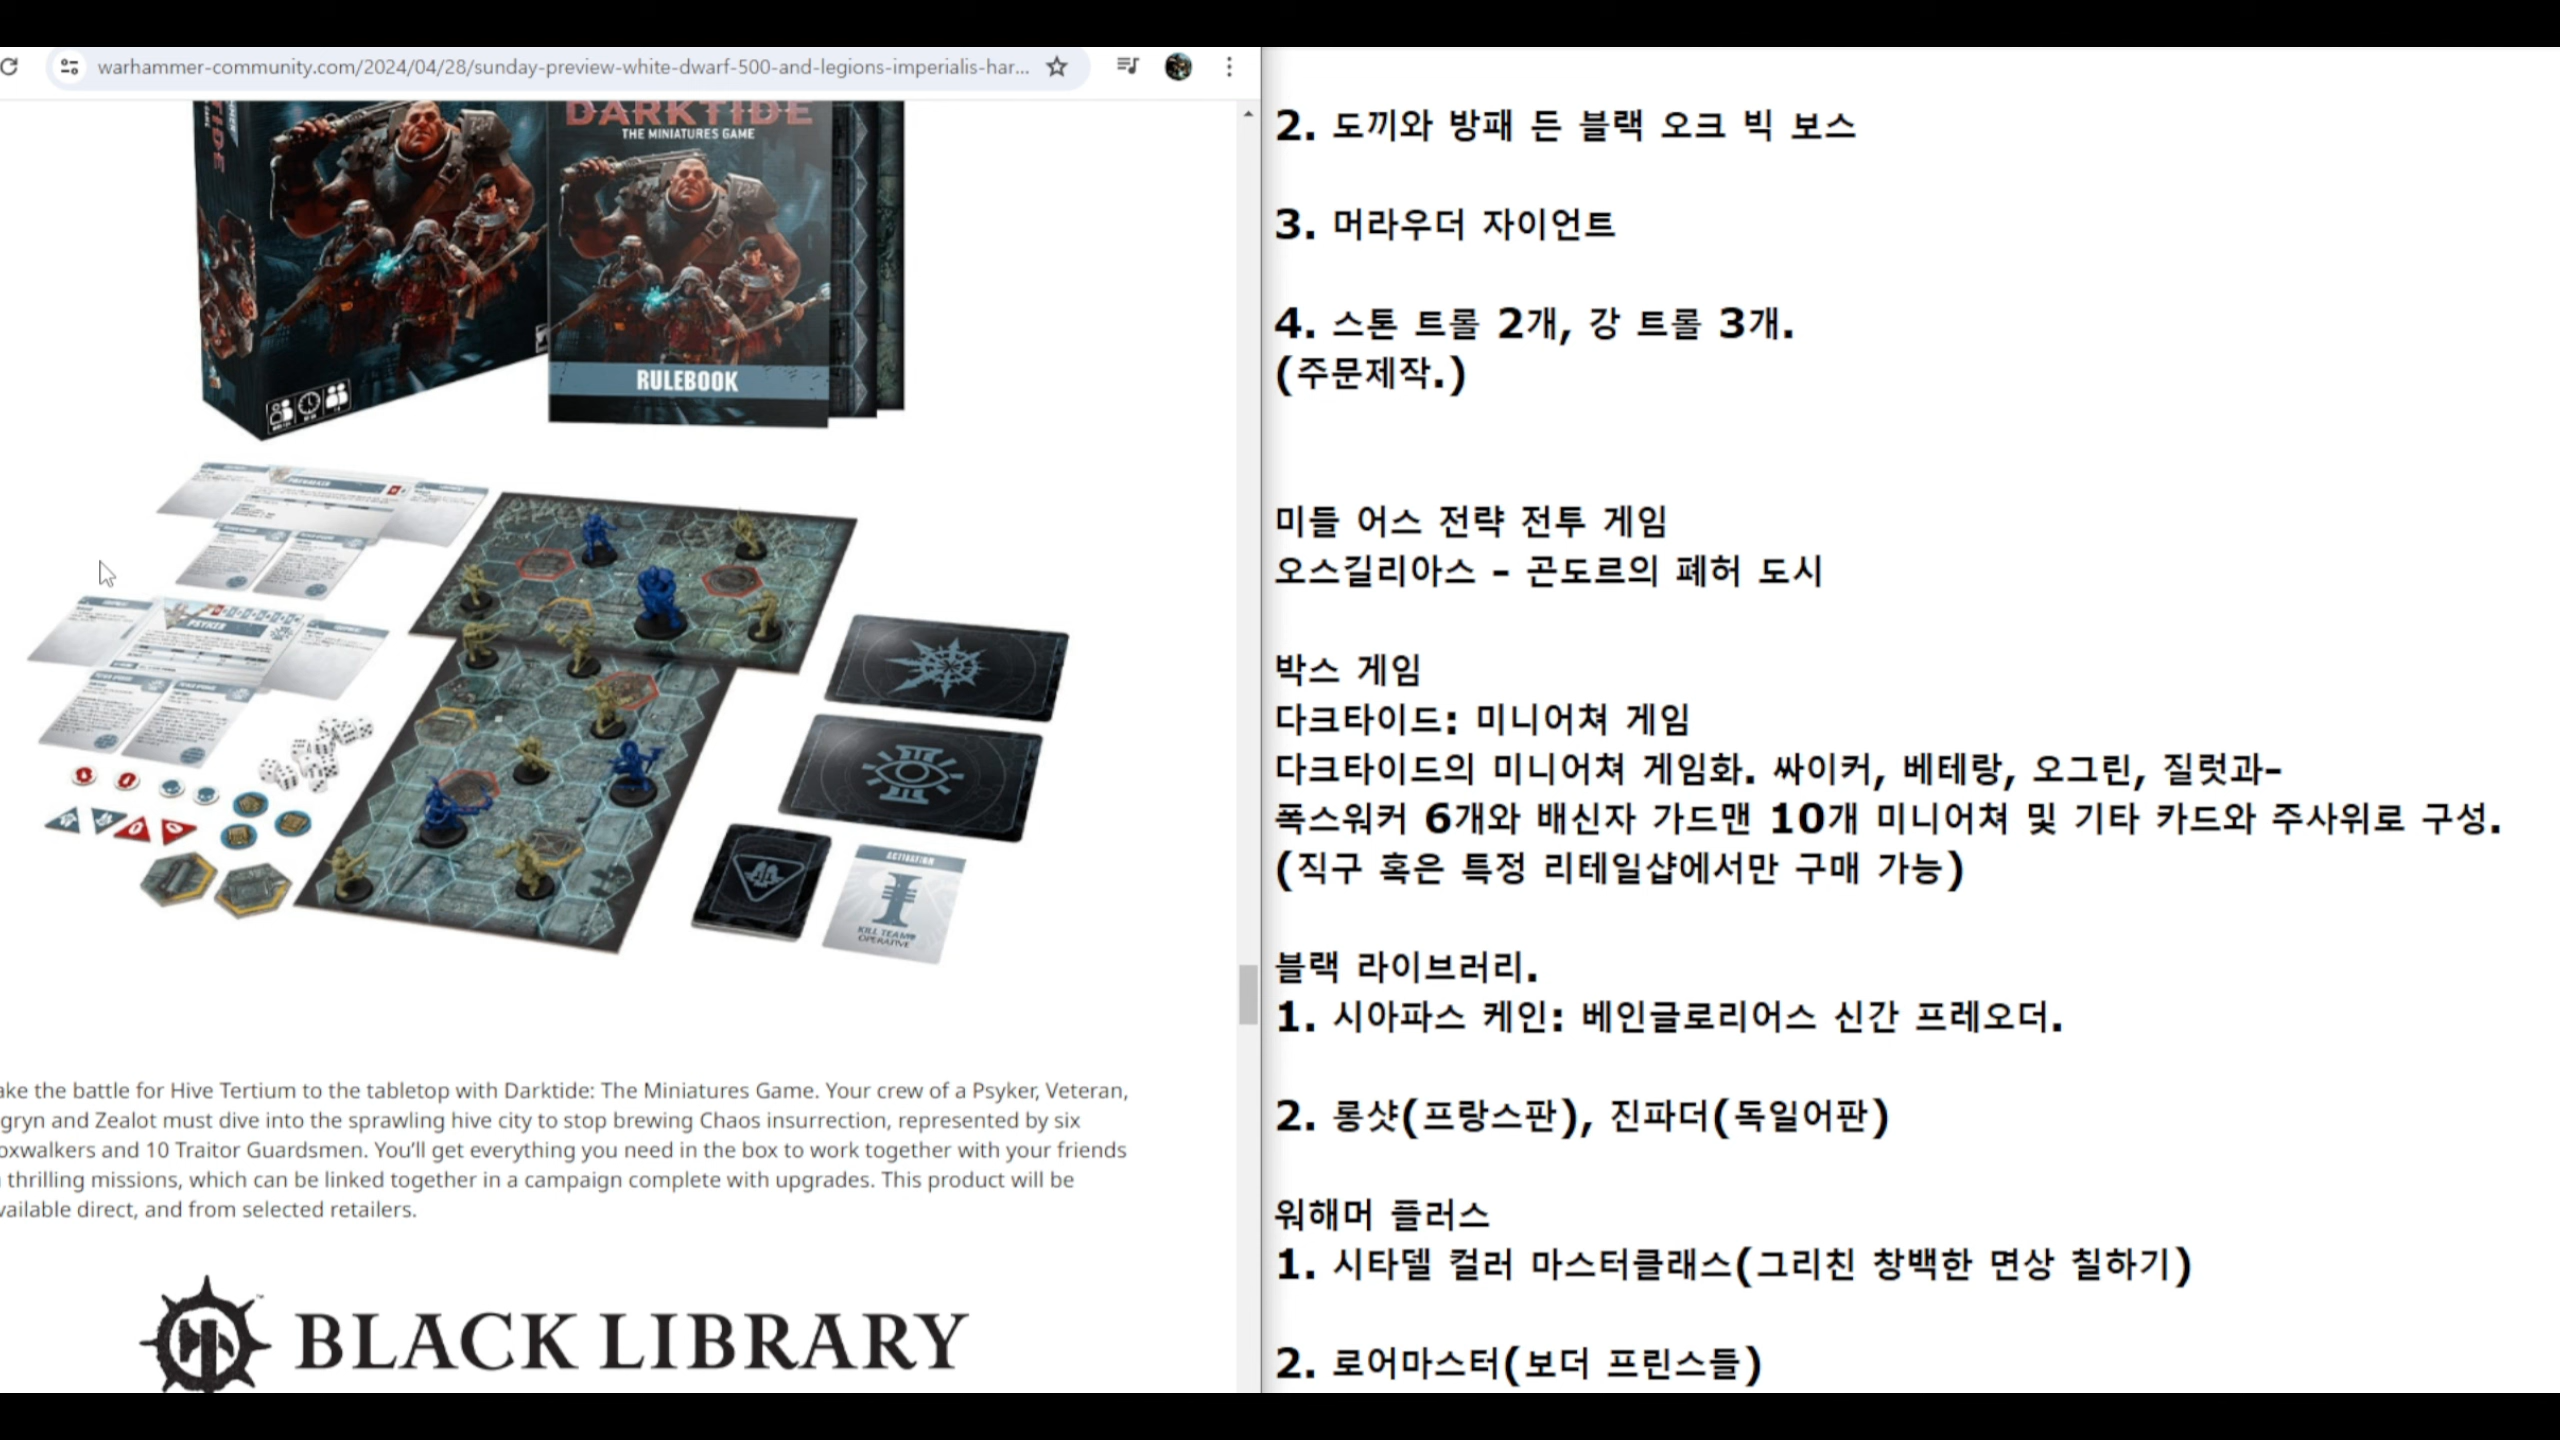 warhammer-community.com/2024/04/28/sunday-preview-white-dwarf-500-and-legions-imperialis-har...
DARKTIDE
THE MINIATURES GAME
RULEBOOK
PSYKER
ACTIVATION
KILL TEAM
OPERATIVE
ake the battle for Hive Tertium to the tabletop with Darktide: The Miniatures Game. Your crew of a Psyker, Veteran,
gryn and Zealot must dive into the sprawling hive city to stop brewing Chaos insurrection, represented by six
oxwalkers and 10 Traitor Guardsmen. You'll get everything you need in the box to work together with your friends
thrilling missions, which can be linked together in a campaign complete with upgrades. This product will be
vailable direct, and from selected retailers.
BLACK LIBRARY
2. 도끼와 방패 든 블랙 오크 빅 보스
3. 머라우더 자이언트
4. 스톤 트롤 2개, 강 트롤 3개.
(주문제작.)
미들 어스 전략 전투 게임
오스길리아스 - 곤도르의 폐허 도시
박스 게임
다크타이드: 미니어쳐 게임
다크타이드의 미니어쳐 게임화. 싸이커, 베테랑, 오그린, 질럿과-
폭스워커 6개와 배신자 가드맨 10개 미니어쳐 및 기타 카드와 주사위로 구성.
(직구 혹은 특정 리테일샵에서만 구매 가능)
블랙 라이브러리.
1. 시아파스 케인: 베인글로리어스 신간 프레오더.
2. 롱샷(프랑스판), 진파더(독일어판)
워해머 플러스
1. 시타델 컬러 마스터클래스(그리친 창백한 면상 칠하기)
2. 로어마스터(보더 프린스들)